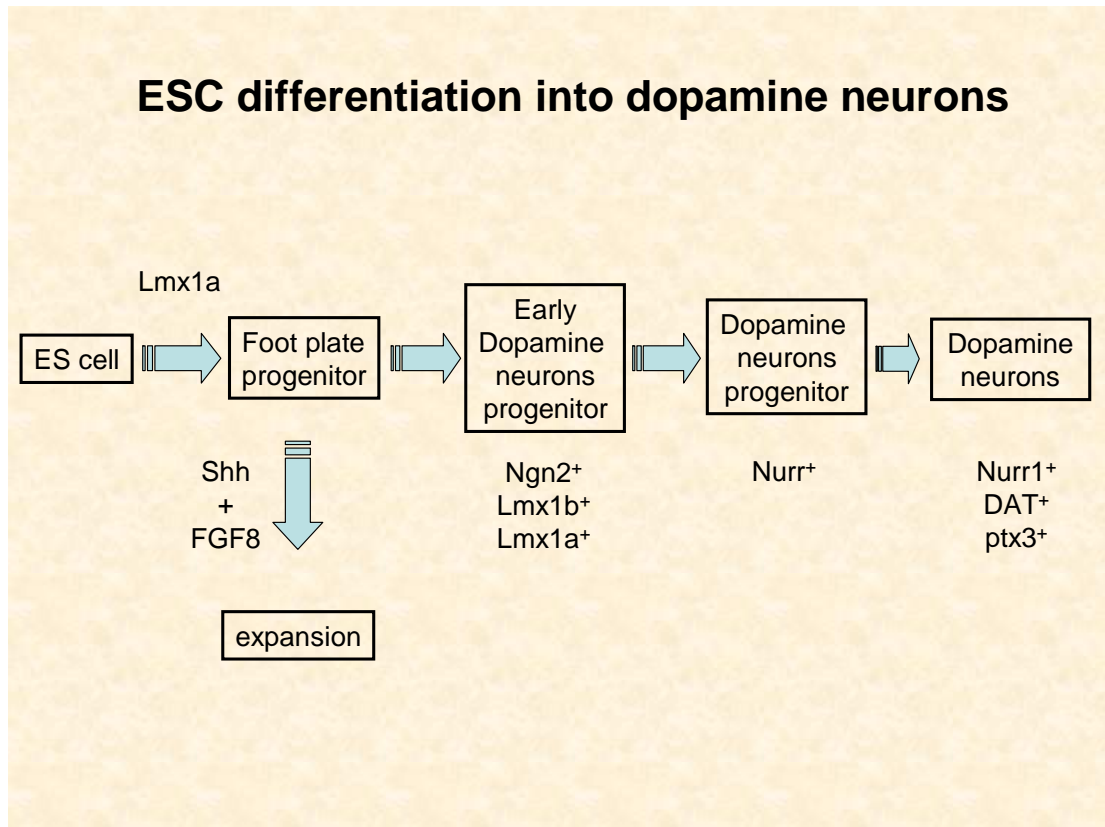 ESC differentiation into dopamine neurons
Lmx1a
ES cell
Foot plate
progenitor
Early
Dopamine
neurons
progenitor
Dopamine
neurons
progenitor
Dopamine
neurons
Shh
+
FGF8
Ngn2⁺
Lmx1b⁺
Lmx1a⁺
Nurr⁺
Nurr1⁺
DAT⁺
ptx3⁺
expansion